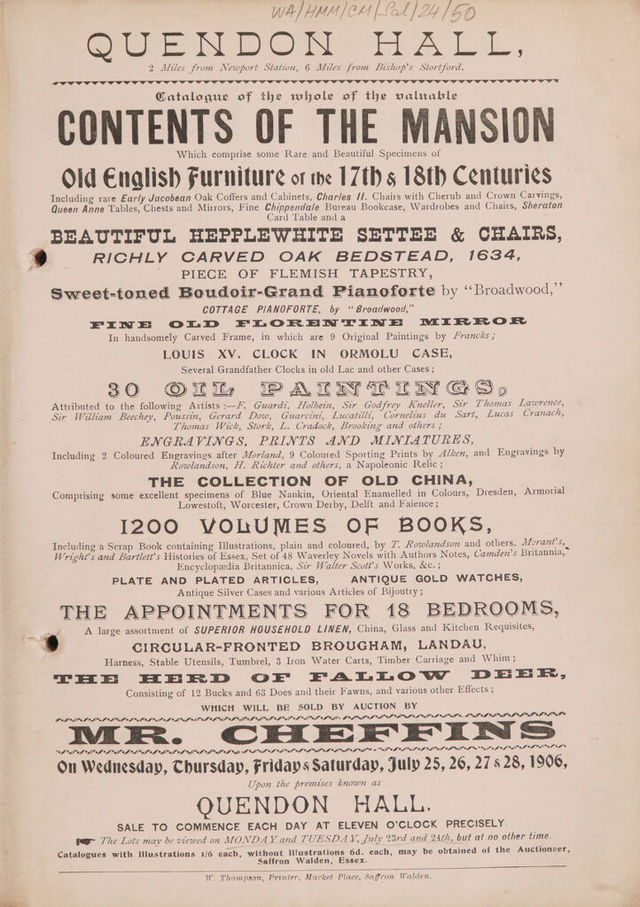 WA/HMM/CM/Sal/24/50
QUENDON HALL,
2 Miles from Newport Station, 6 Miles from Bishop's Stortford.
Catalogue of the whole of the valuable
CONTENTS OF THE MANSION
Which comprise some Rare and Beautiful Specimens of
Old English Furniture of the 17th & 18th Centuries
Including rare Early Jacobean Oak Coffers and Cabinets, Charles II. Chairs with Cherub and Crown Carvings,
Queen Anne Tables, Chests and Mirrors, Fine Chippendale Bureau Bookcase, Wardrobes and Chairs, Sheraton
Card Table and a
BEAUTIFUL HEPPLEWHITE SETTEE & CHAIRS,
RICHLY CARVED OAK BEDSTEAD, 1634,
PIECE OF FLEMISH TAPESTRY,
Sweet-toned Boudoir-Grand Pianoforte by "Broadwood,"
COTTAGE PIANOFORTE, by "Broadwood,"
FINE OLD FLORENTINE MIRROR
In handsomely Carved Frame, in which are 9 Original Paintings by Francks;
LOUIS XV. CLOCK IN ORMOLU CASE,
Several Grandfather Clocks in old Lac and other Cases;
30 OIL PAINTINGS,
Attributed to the following Artists:—F. Guardi, Holbein, Sir Godfrey Kneller, Sir Thomas Lawrence,
Sir William Beechey, Poussin, Gerard Dow, Guarcini, Lucatilli, Cornelius du Sart, Lucas Cranach,
Thomas Wick, Stork, L. Cradock, Brooking and others;
ENGRAVINGS, PRINTS AND MINIATURES,
Including 2 Coloured Engravings after Morland, 9 Coloured Sporting Prints by Alken, and Engravings by
Rowlandson, H. Richter and others, a Napoleonic Relic;
THE COLLECTION OF OLD CHINA,
Comprising some excellent specimens of Blue Nankin, Oriental Enamelled in Colours, Dresden, Armorial
Lowestoft, Worcester, Crown Derby, Delft and Faience;
1200 VOLUMES OF BOOKS,
Including a Scrap Book containing Illustrations, plain and coloured, by T. Rowlandson and others. Morant's,
Wright's and Bartlett's Histories of Essex, Set of 48 Waverley Novels with Authors Notes, Camden's Britannia,
Encyclopædia Britannica, Sir Walter Scott's Works, &c.;
PLATE AND PLATED ARTICLES, ANTIQUE GOLD WATCHES,
Antique Silver Cases and various Articles of Bijoutry;
THE APPOINTMENTS FOR 18 BEDROOMS,
A large assortment of SUPERIOR HOUSEHOLD LINEN, China, Glass and Kitchen Requisites,
CIRCULAR-FRONTED BROUGHAM, LANDAU,
Harness, Stable Utensils, Tumbrel, 3 Iron Water Carts, Timber Carriage and Whim;
THE HERD OF FALLOW DEER,
Consisting of 12 Bucks and 63 Does and their Fawns, and various other Effects;
WHICH WILL BE SOLD BY AUCTION BY
MR. CHEFFINS
On Wednesday, Thursday, Friday & Saturday, July 25, 26, 27 & 28, 1906,
Upon the premises known as
QUENDON HALL.
SALE TO COMMENCE EACH DAY AT ELEVEN O'CLOCK PRECISELY.
The Lots may be viewed on MONDAY and TUESDAY, July 23rd and 24th, but at no other time.
Catalogues with Illustrations 1/6 each, without Illustrations 6d. each, may be obtained of the Auctioneer,
Saffron Walden, Essex.
W. Thompson, Printer, Market Place, Saffron Walden.